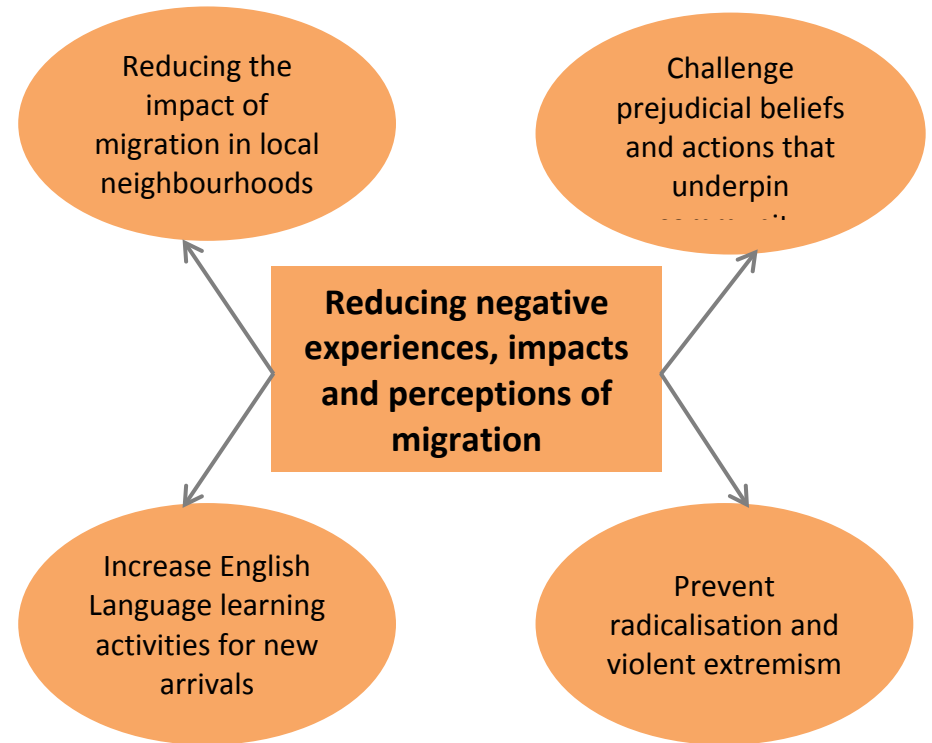 Reducing the
impact of
migration in local
neighbourhoods
Challenge
prejudicial beliefs
and actions that
underpin
Reducing negative
experiences, impacts
and perceptions of
migration
Increase English
Language learning
activities for new
arrivals
Prevent
radicalisation and
violent extremism